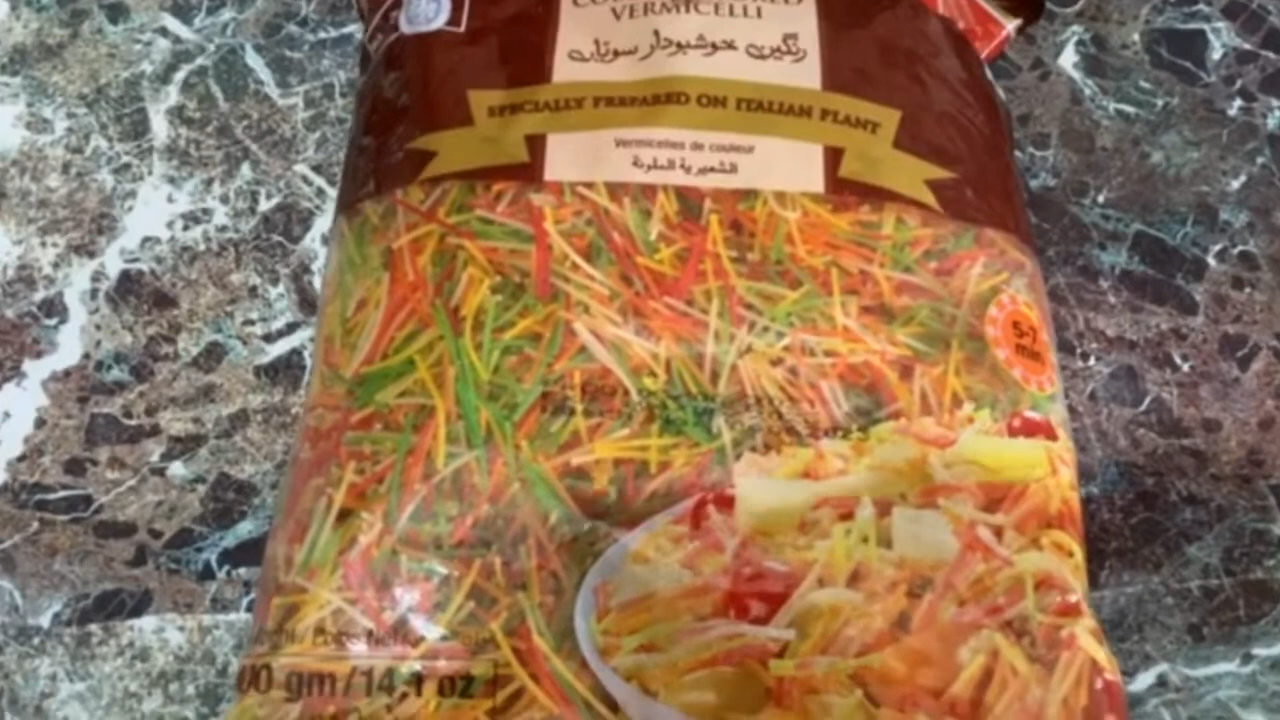 VERMICELLI
رنگین خوشبودار سویاں
SPECIALLY PREPARED ON ITALIAN PLANT
Vermicelles de couleur
الشعيرية الملونة
5-7
min
00 gm/14.1 oz